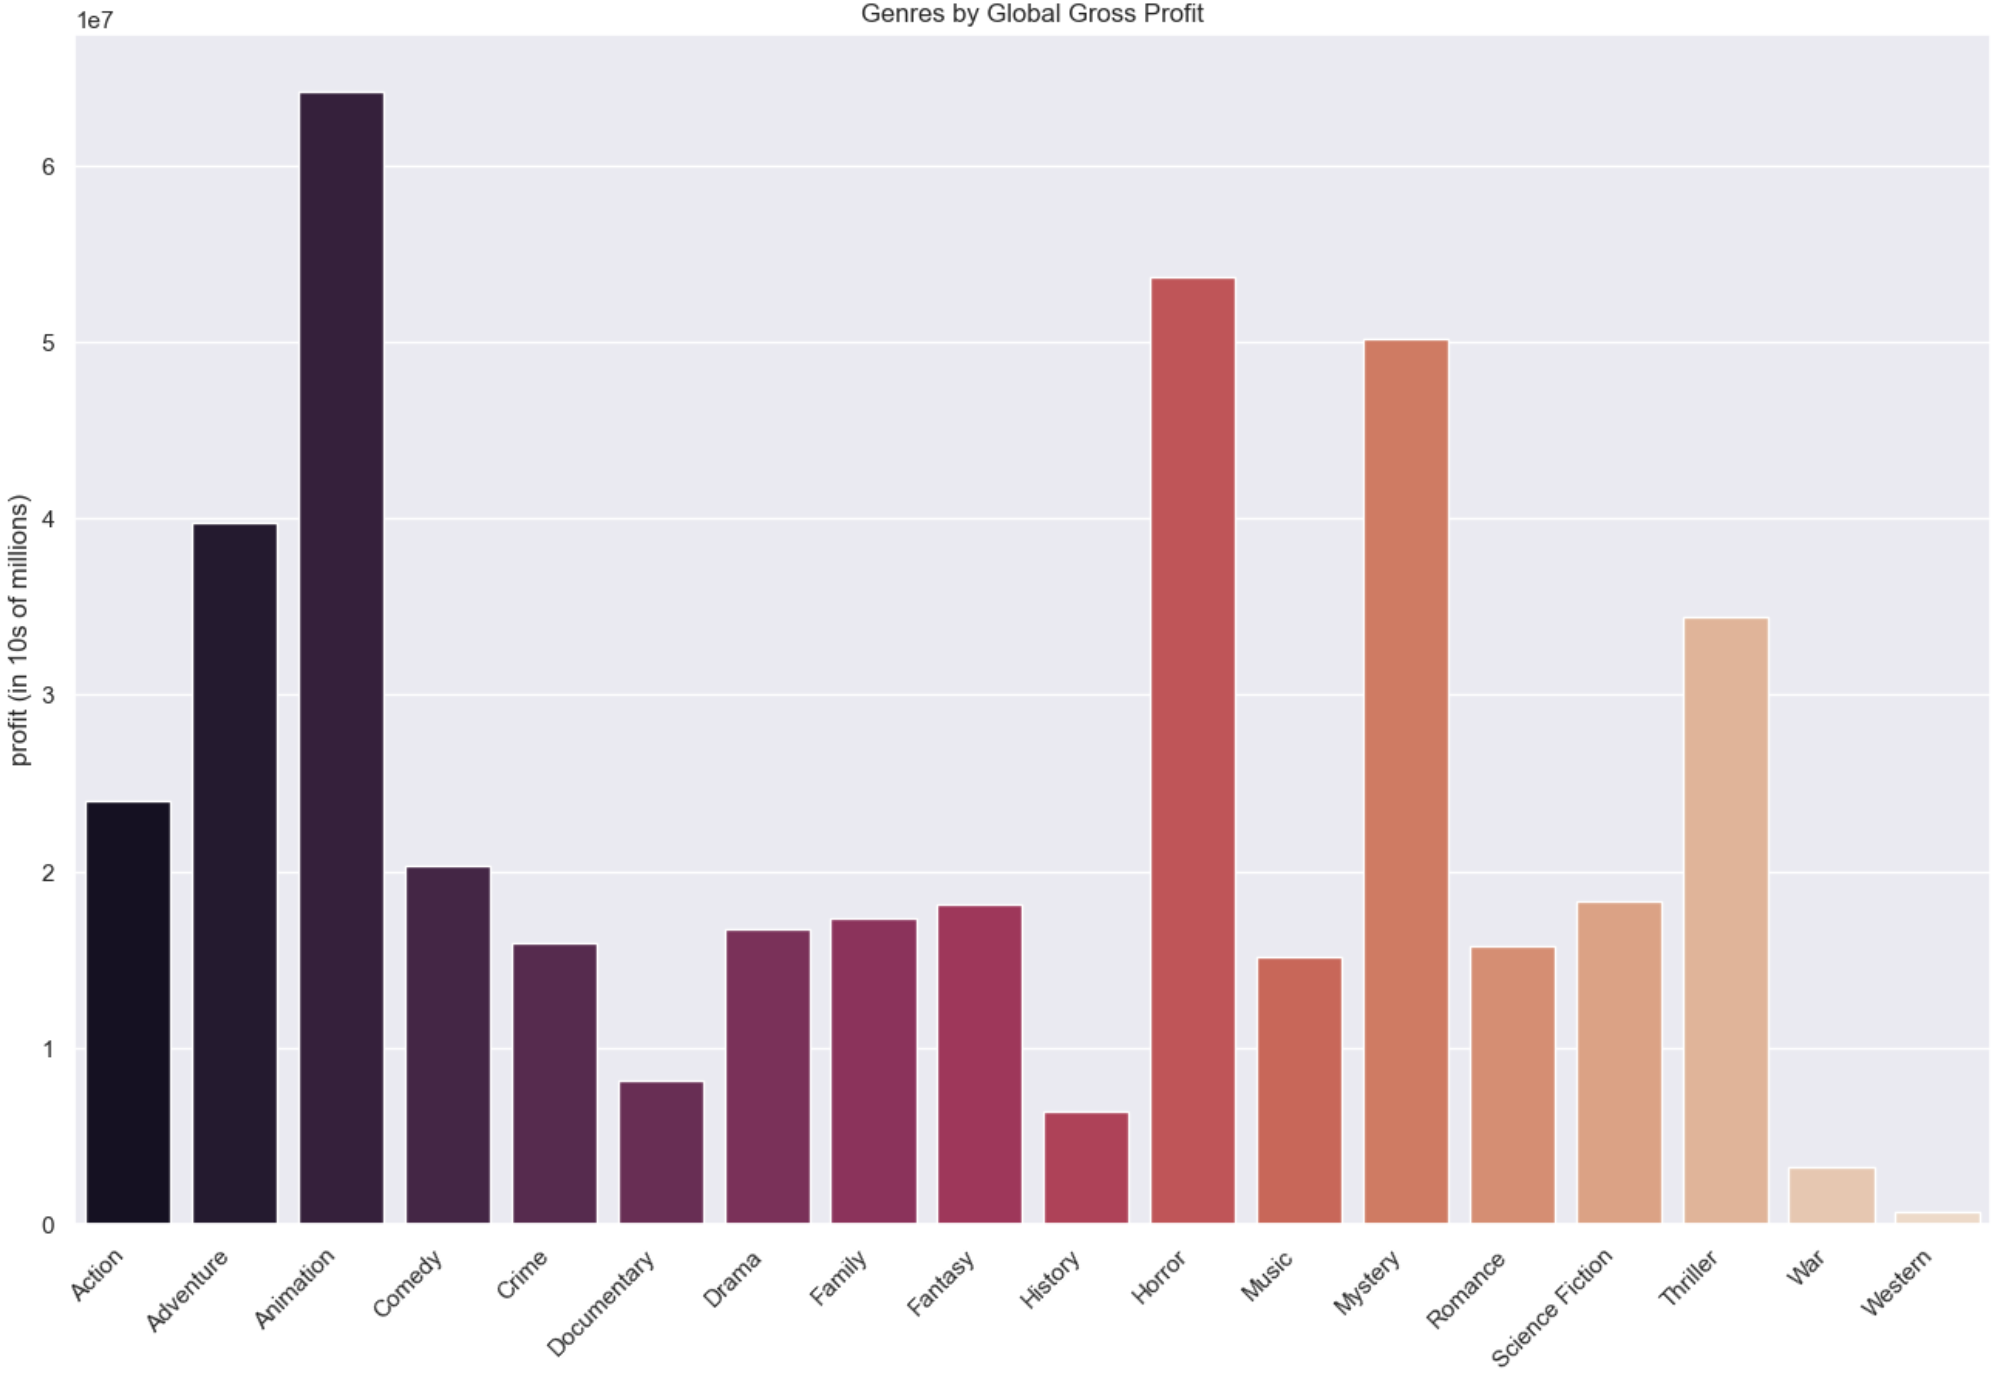 Genres by Global Gross Profit
1e7
6
5
4
3
2
1
0
profit (in 10s of millions)
Action
Adventure
Animation
Comedy
Crime
Documentary
Drama
Family
Fantasy
History
Horror
Music
Mystery
Romance
Science Fiction
Thriller
War
Western